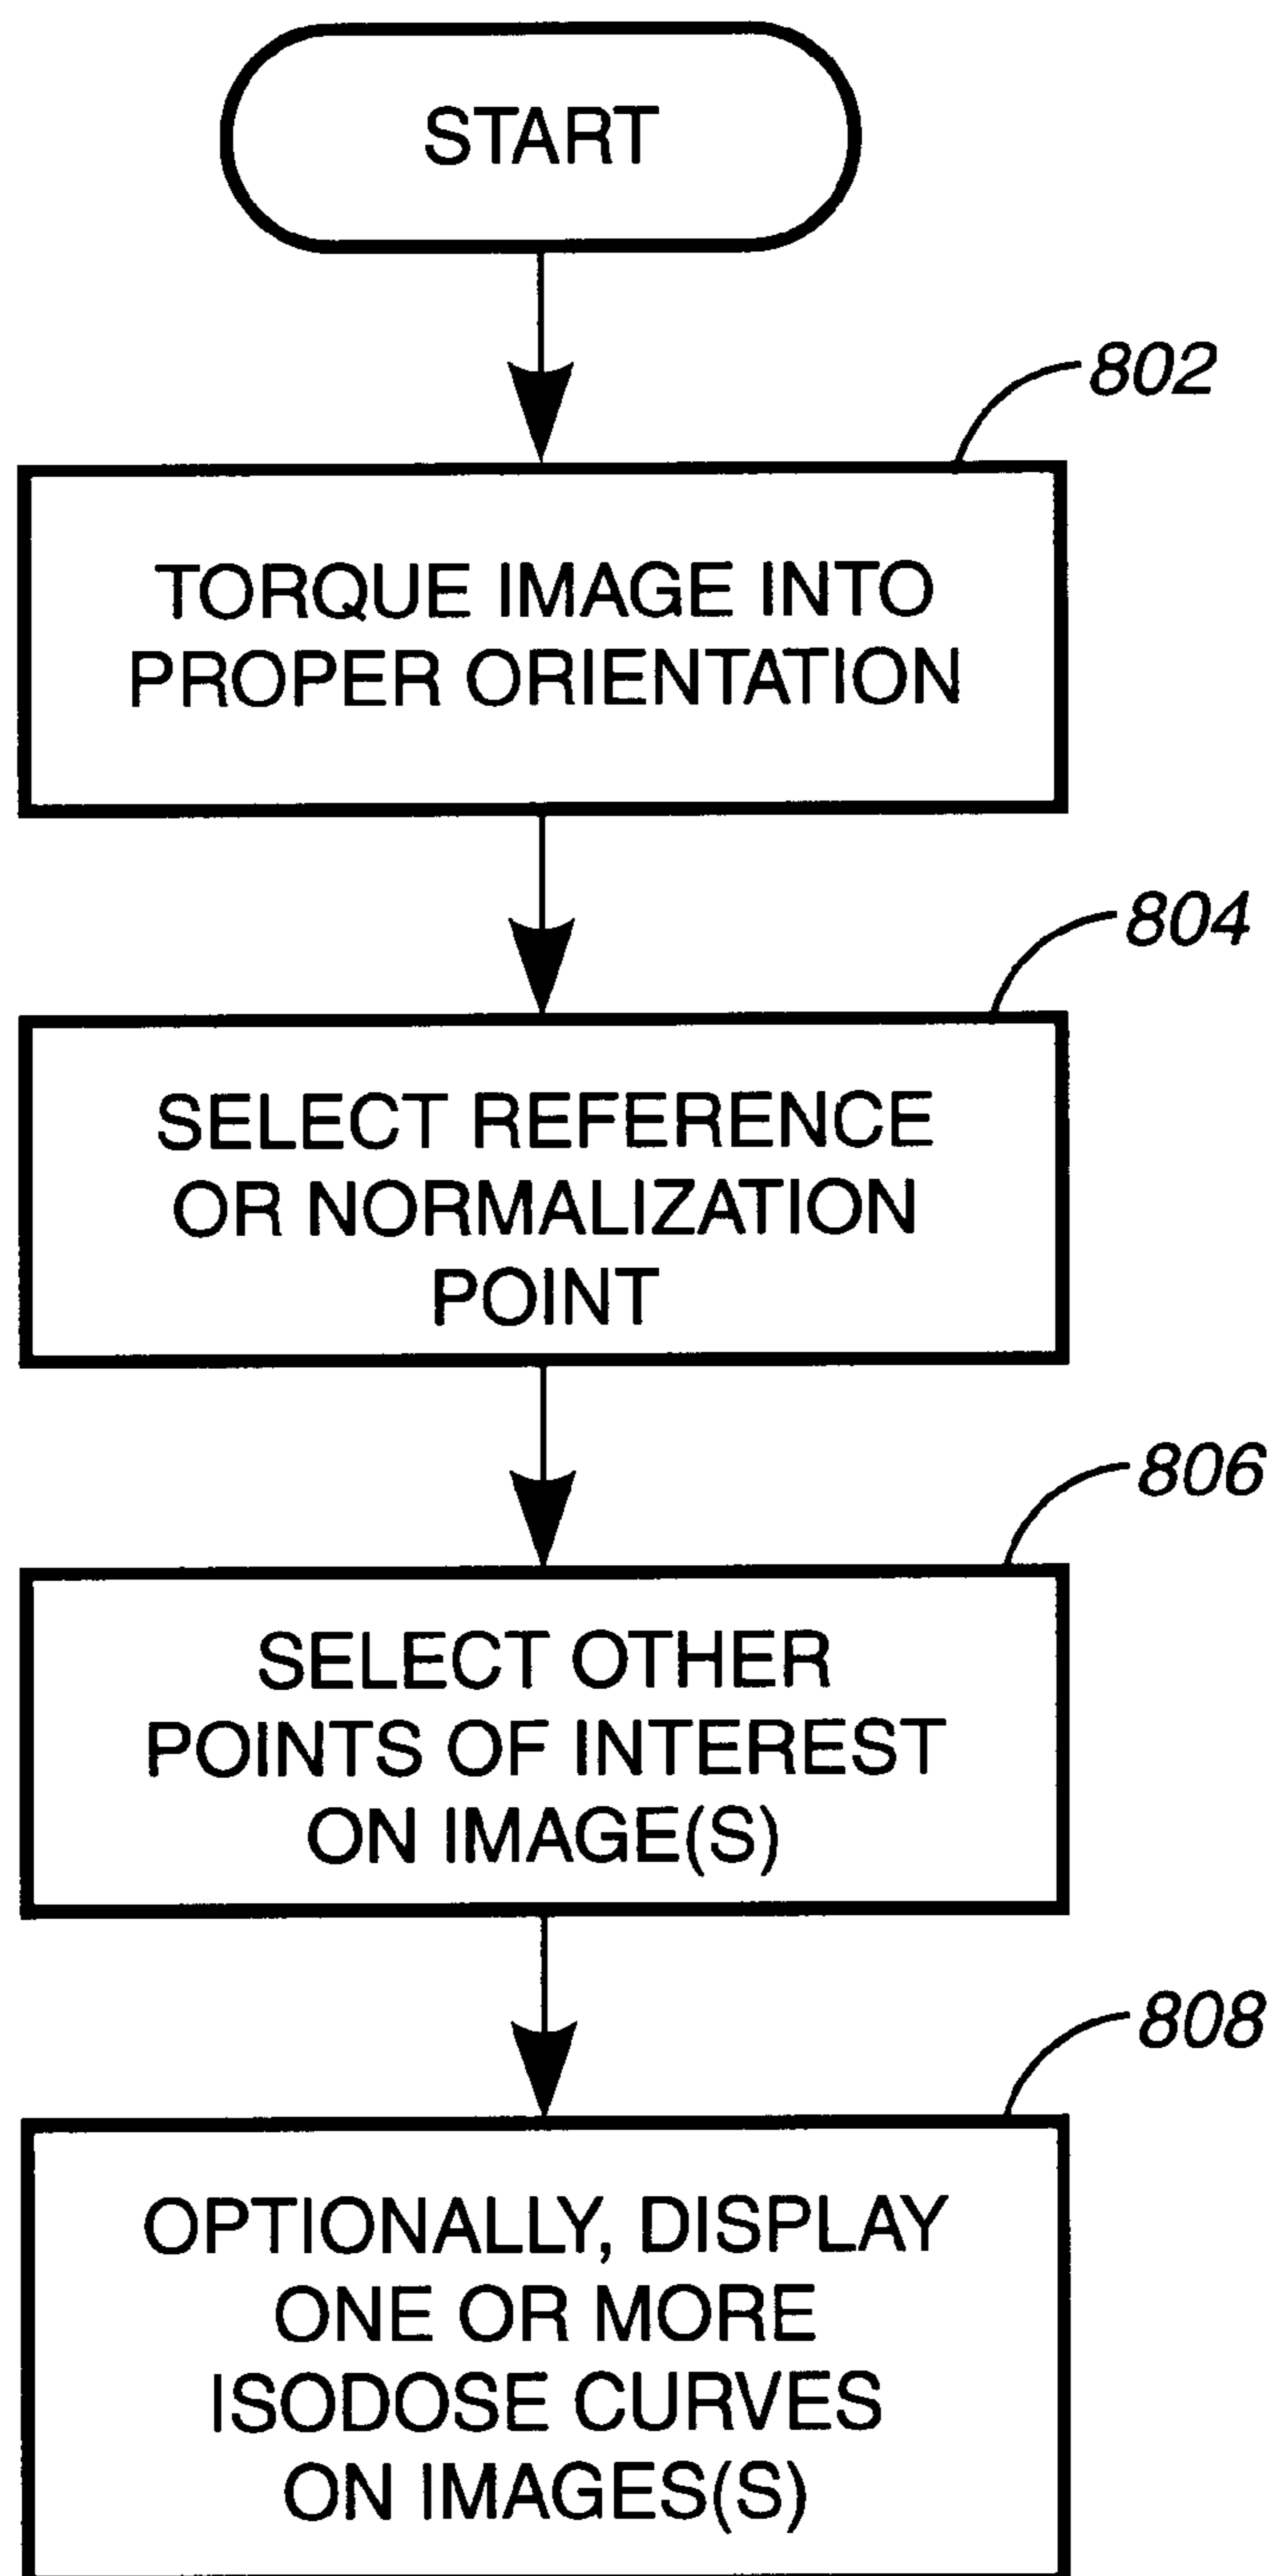 START
802
TORQUE IMAGE INTO
PROPER ORIENTATION
804
SELECT REFERENCE
OR NORMALIZATION
POINT
806
SELECT OTHER
POINTS OF INTEREST
ON IMAGE(S)
808
OPTIONALLY, DISPLAY
ONE OR MORE
ISODOSE CURVES
ON IMAGES(S)